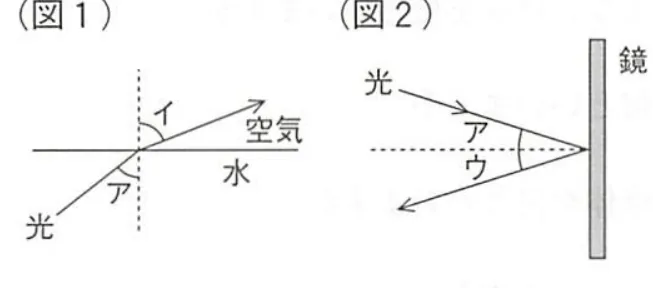 （図１）
イ
空気
水
ア
光
（図２）
光
鏡
ア
ウ